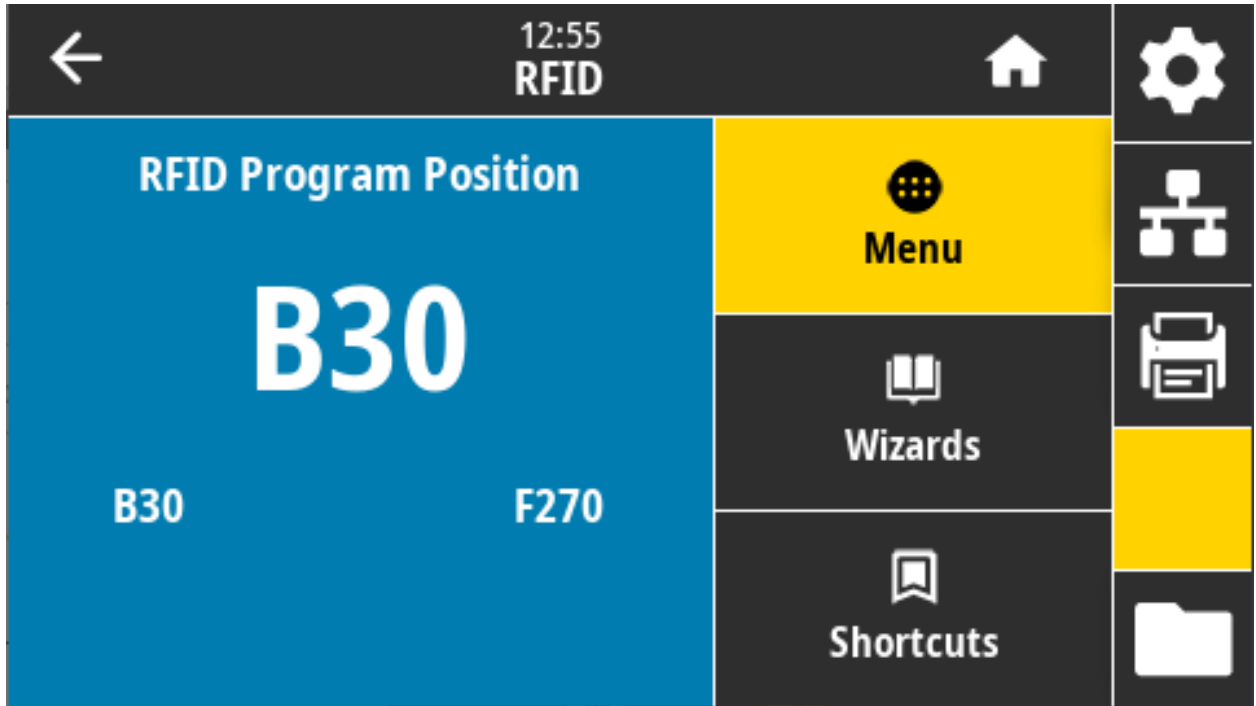 12:55
RFID
RFID Program Position
B30
B30 F270
Menu
Wizards
Shortcuts